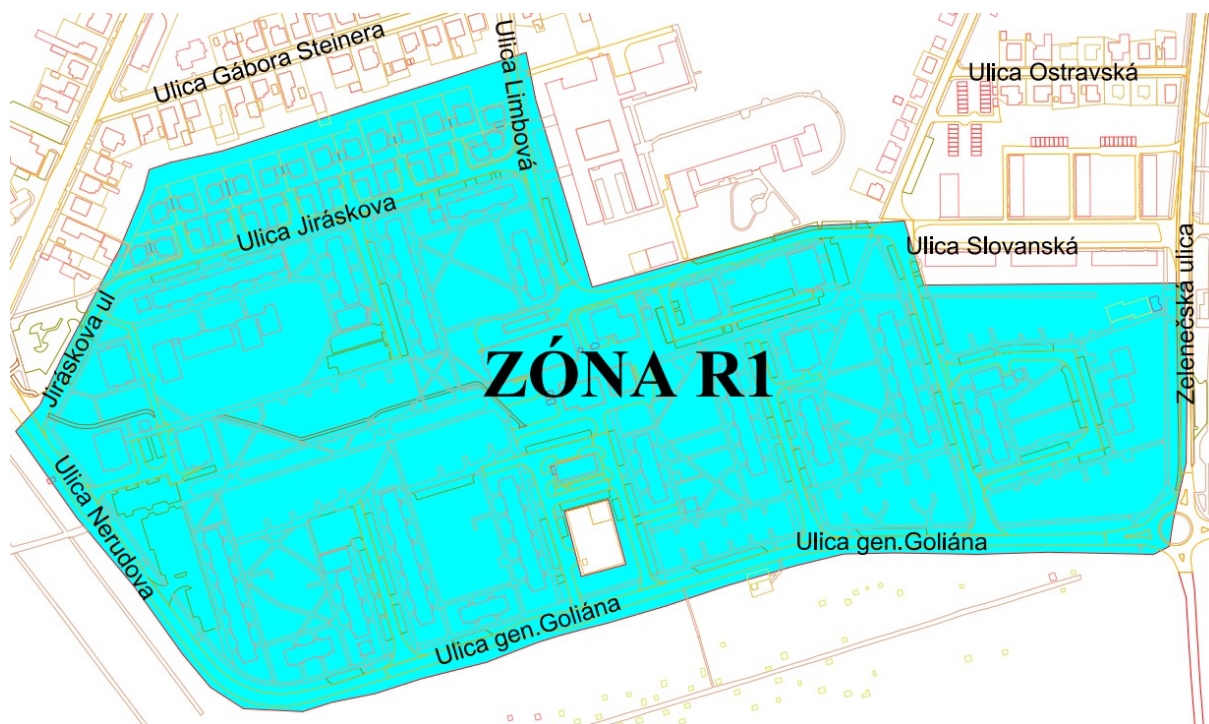 Ulica Gábora Steinera
Ulica Limbová
Ulica Ostravská
Ulica Jiráskova
Ulica Slovanská
Zelenečská ulica
Jiráskova ul
ZÓNA R1
Ulica Nerudova
Ulica gen.Goliána
Ulica gen.Goliána